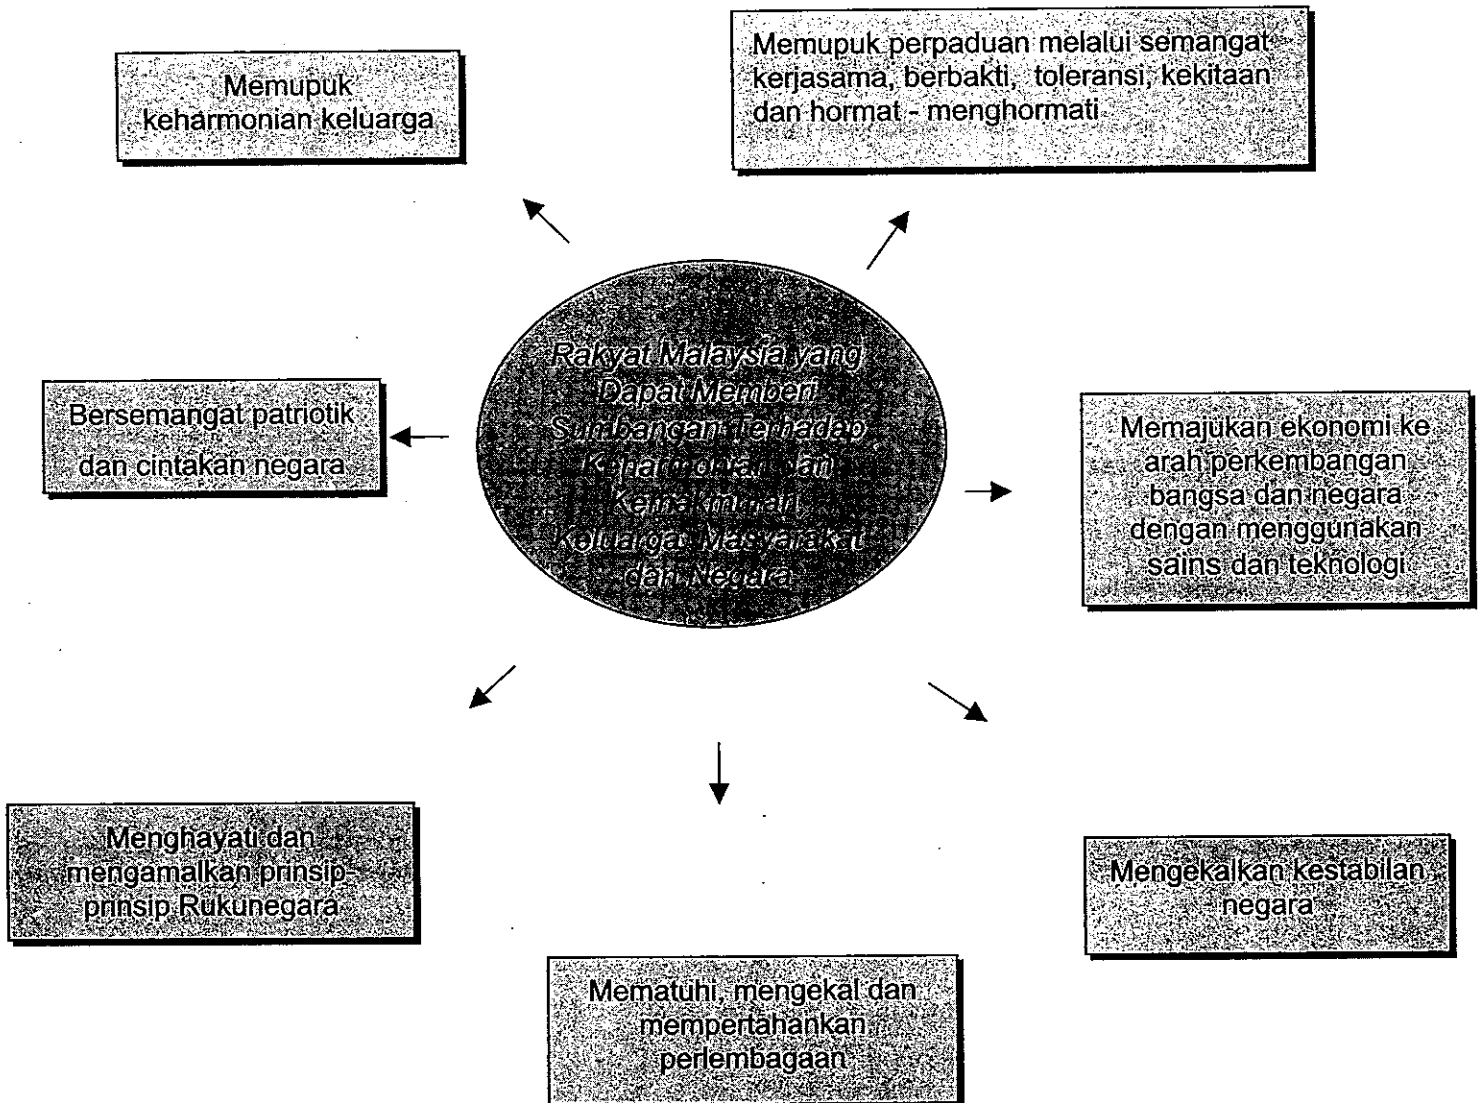 Memupuk
keharmonian keluarga
Memupuk perpaduan melalui semangat
kerjasama, berbakti, toleransi, kekitaan
dan hormat - menghormati
Rakyat Malaysia yang
Dapat Memberi
Sumbangan Terhadap
Keharmonian dan
Kemakmuran
Keluarga, Masyarakat
dan Negara
Bersemangat patriotik
dan cintakan negara
Memajukan ekonomi ke
arah perkembangan
bangsa dan negara
dengan menggunakan
sains dan teknologi
Menghayati dan
mengamalkan prinsip-
prinsip Rukunegara
Mengekalkan kestabilan
negara
Mematuhi, mengekal dan
mempertahankan
perlembagaan